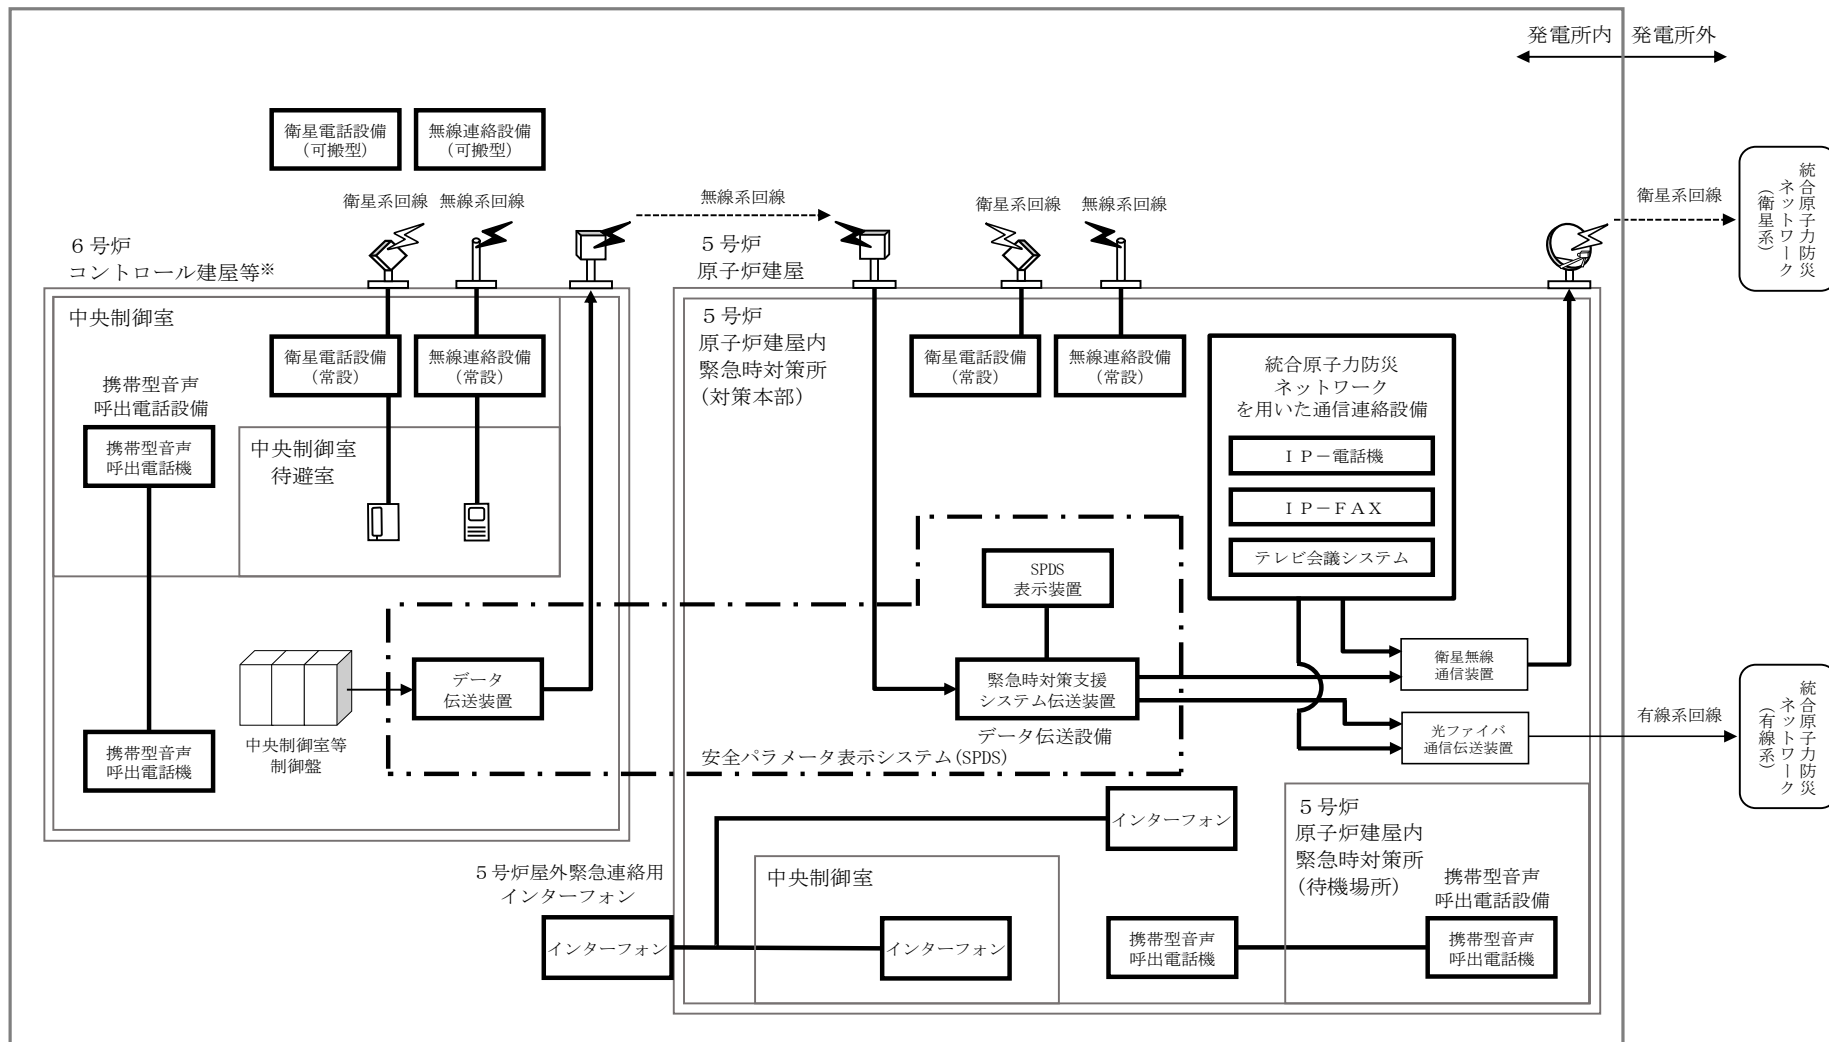 発電所内
発電所外
衛星電話設備
(可搬型)
無線連絡設備
(可搬型)
衛星系回線
無線系回線
無線系回線
衛星系回線
無線系回線
衛星系回線
統合原子力防災
ネットワーク
(衛星系)
６号炉
コントロール建屋等※
５号炉
原子炉建屋
中央制御室
衛星電話設備
(常設)
無線連絡設備
(常設)
携帯型音声
呼出電話設備
携帯型音声
呼出電話機
中央制御室
待避室
５号炉
原子炉建屋内
緊急時対策所
(対策本部)
衛星電話設備
(常設)
無線連絡設備
(常設)
統合原子力防災
ネットワーク
を用いた通信連絡設備
ＩＰ－電話機
ＩＰ－ＦＡＸ
テレビ会議システム
SPDS
表示装置
データ
伝送装置
緊急時対策支援
システム伝送装置
データ伝送設備
衛星無線
通信装置
光ファイバ
通信伝送装置
有線系回線
統合原子力防災
ネットワーク
(有線系)
中央制御室等
制御盤
携帯型音声
呼出電話機
安全パラメータ表示システム(SPDS)
インターフォン
５号炉屋外緊急連絡用
インターフォン
インターフォン
中央制御室
インターフォン
５号炉
原子炉建屋内
緊急時対策所
(待機場所)
携帯型音声
呼出電話設備
携帯型音声
呼出電話機
携帯型音声
呼出電話機